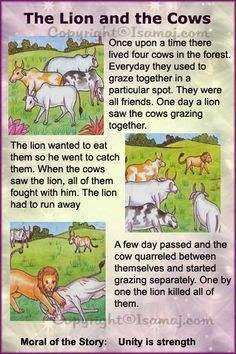 The Lion and the Cows
Copyright©Isamaj.com
Once upon a time there
lived four cows in the forest.
Everyday they used to
graze together in a
particular spot. They were
all friends. One day a lion
saw the cows grazing
together.
The lion wanted to eat
them so he went to catch
them. When the cows
saw the lion, all of them
fought with him. The lion
had to run away
A few day passed and the
cow quarreled between
themselves and started
grazing separately. One by
one the lion killed all of
them.
Copyright©Isamaj.com
Moral of the Story: Unity is strength